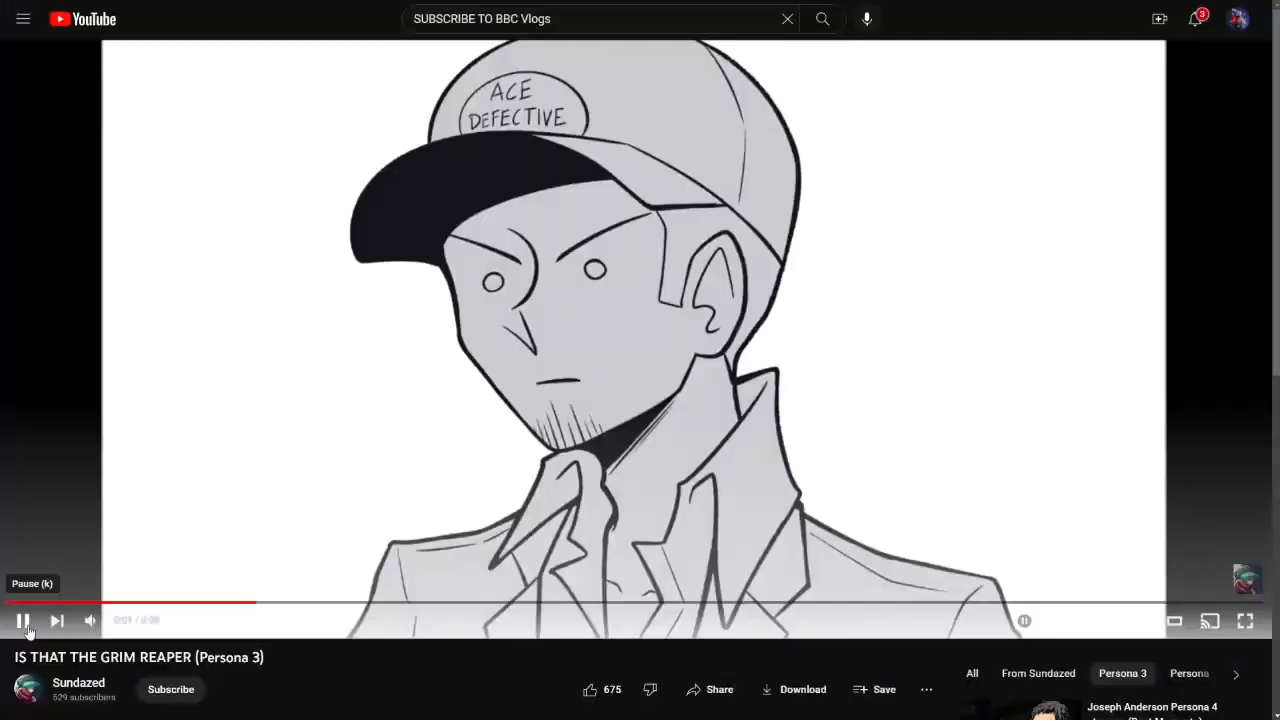 YouTube
SUBSCRIBE TO BBC Vlogs
3
ACE
DEFECTIVE
Pause (k)
IS THAT THE GRIM REAPER (Persona 3)
Sundazed
529 subscribers
Subscribe
675
Share
Download
Save
All
From Sundazed
Persona 3
Persona
Joseph Anderson Persona 4